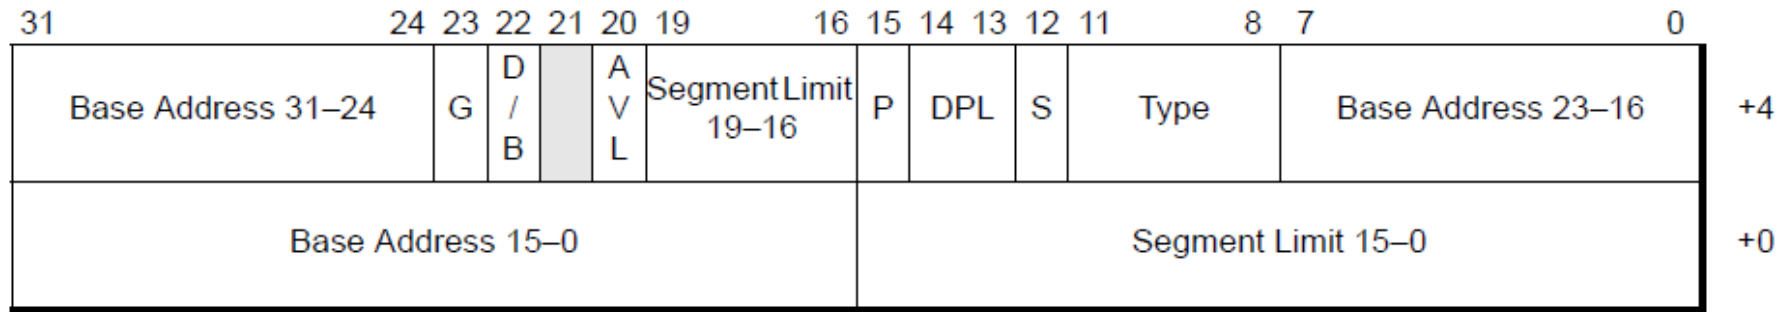 31 24 23 22 21 20 19 16 15 14 13 12 11 8 7 0
Base Address 31–24 G D/B AVL Segment Limit 19–16 P DPL S Type Base Address 23–16 +4
Base Address 15–0 Segment Limit 15–0 +0